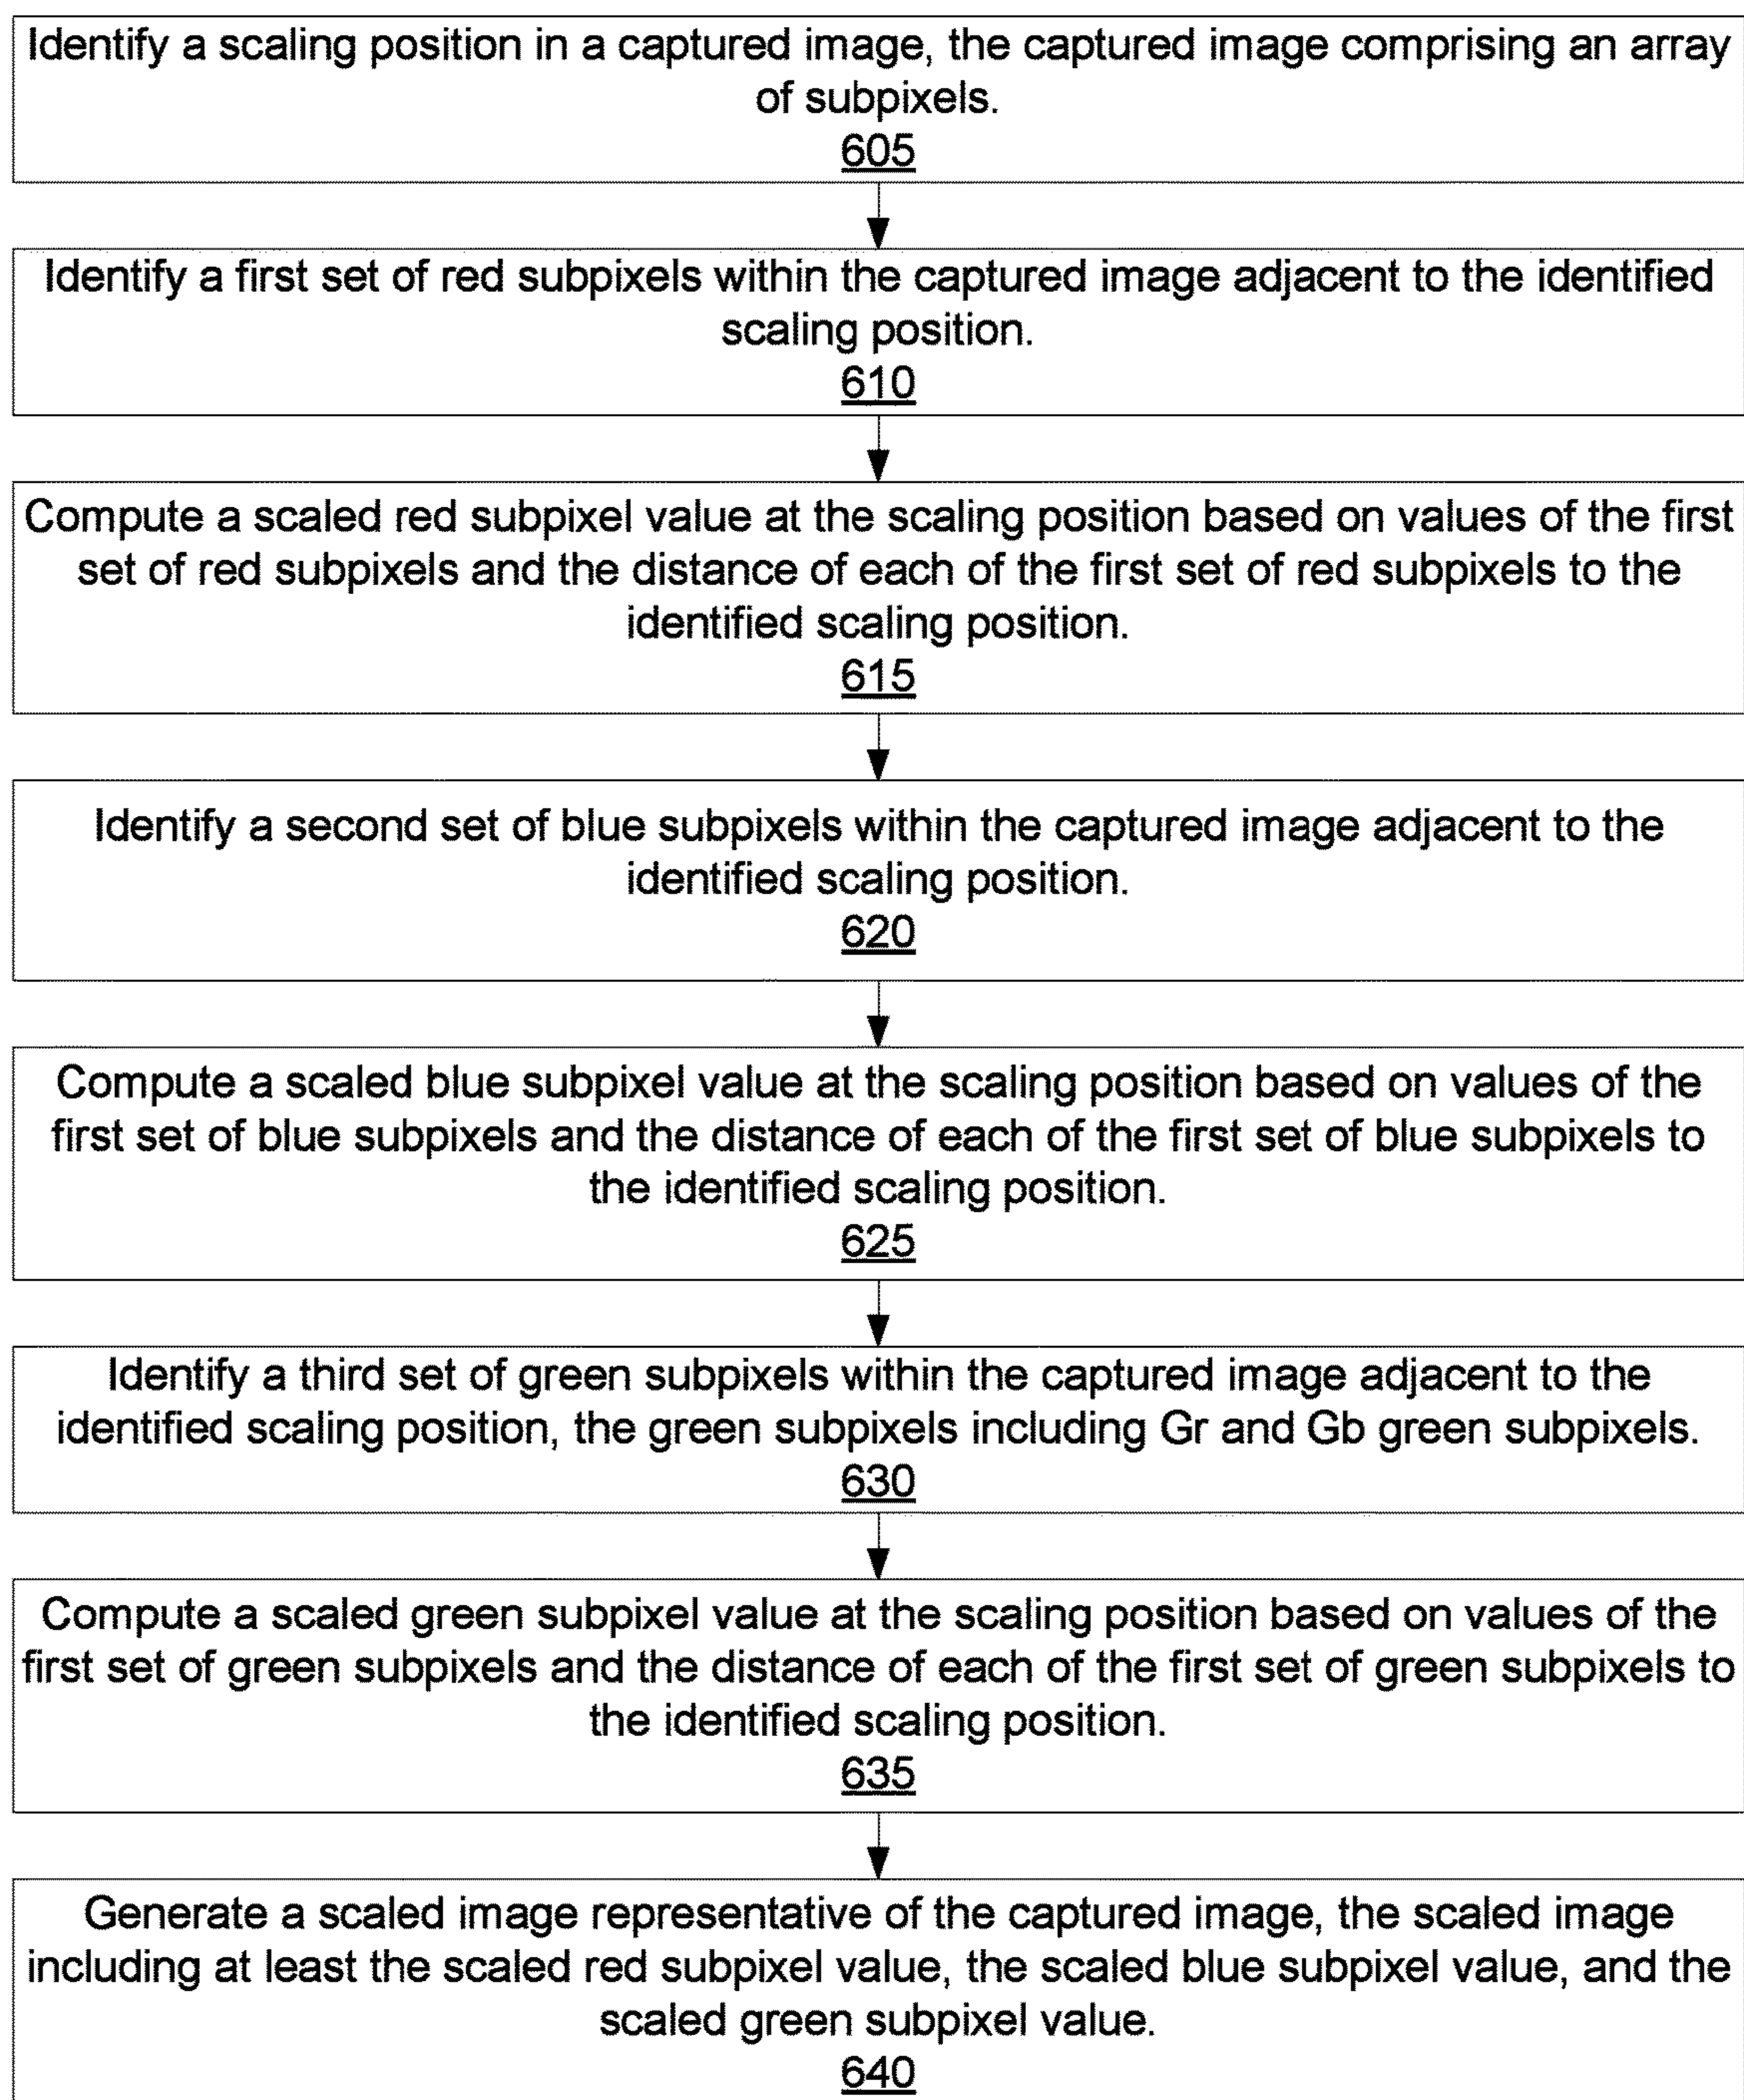 Identify a scaling position in a captured image, the captured image comprising an array
of subpixels.
605
Identify a first set of red subpixels within the captured image adjacent to the identified
scaling position.
610
Compute a scaled red subpixel value at the scaling position based on values of the first
set of red subpixels and the distance of each of the first set of red subpixels to the
identified scaling position.
615
Identify a second set of blue subpixels within the captured image adjacent to the
identified scaling position.
620
Compute a scaled blue subpixel value at the scaling position based on values of the
first set of blue subpixels and the distance of each of the first set of blue subpixels to
the identified scaling position.
625
Identify a third set of green subpixels within the captured image adjacent to the
identified scaling position, the green subpixels including Gr and Gb green subpixels.
630
Compute a scaled green subpixel value at the scaling position based on values of the
first set of green subpixels and the distance of each of the first set of green subpixels to
the identified scaling position.
635
Generate a scaled image representative of the captured image, the scaled image
including at least the scaled red subpixel value, the scaled blue subpixel value, and the
scaled green subpixel value.
640